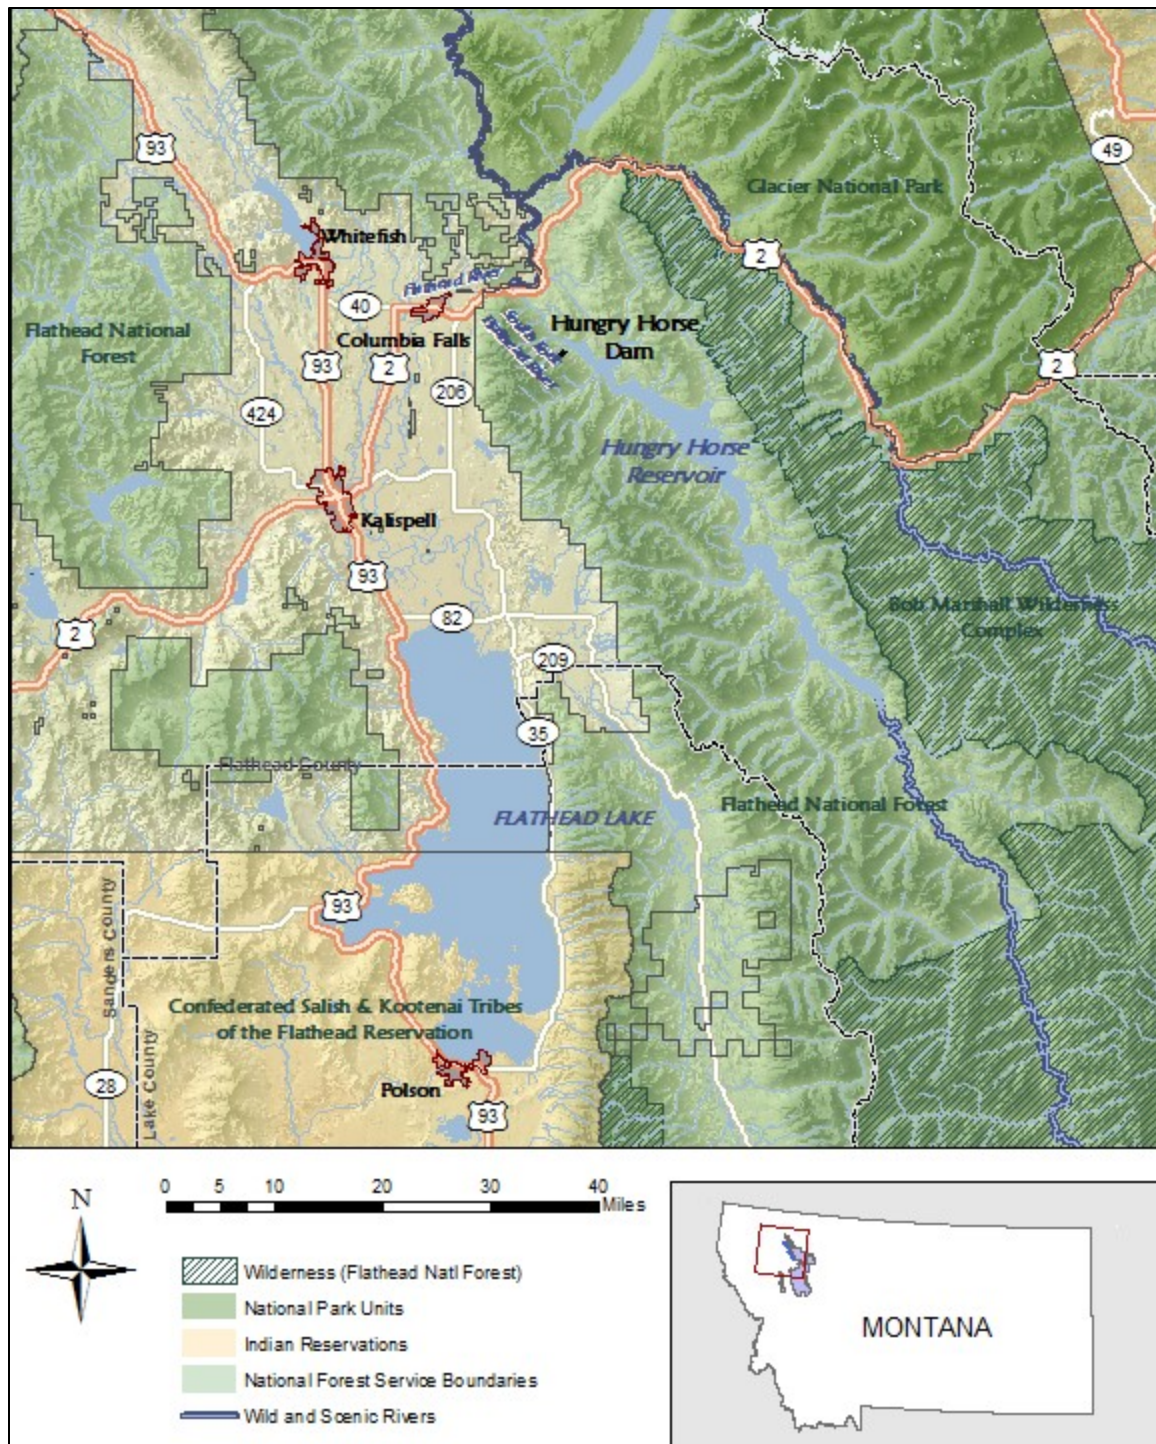 93
49
Glacier National Park
Whitefish
2
Flathead River
40
Flathead National
Forest
Columbia Falls
South Fork
Flathead River
Hungry Horse
Dam
93
2
206
2
424
Hungry Horse
Reservoir
Kalispell
93
2
82
Bob Marshall Wilderness
Complex
209
35
Flathead County
FLATHEAD LAKE
Flathead National Forest
93
Sanders County
Confederated Salish & Kootenai Tribes
of the Flathead Reservation
28
Lake County
Polson
93
N
0 5 10 20 30 40
Miles
Wilderness (Flathead Natl Forest)
National Park Units
Indian Reservations
National Forest Service Boundaries
Wild and Scenic Rivers
MONTANA